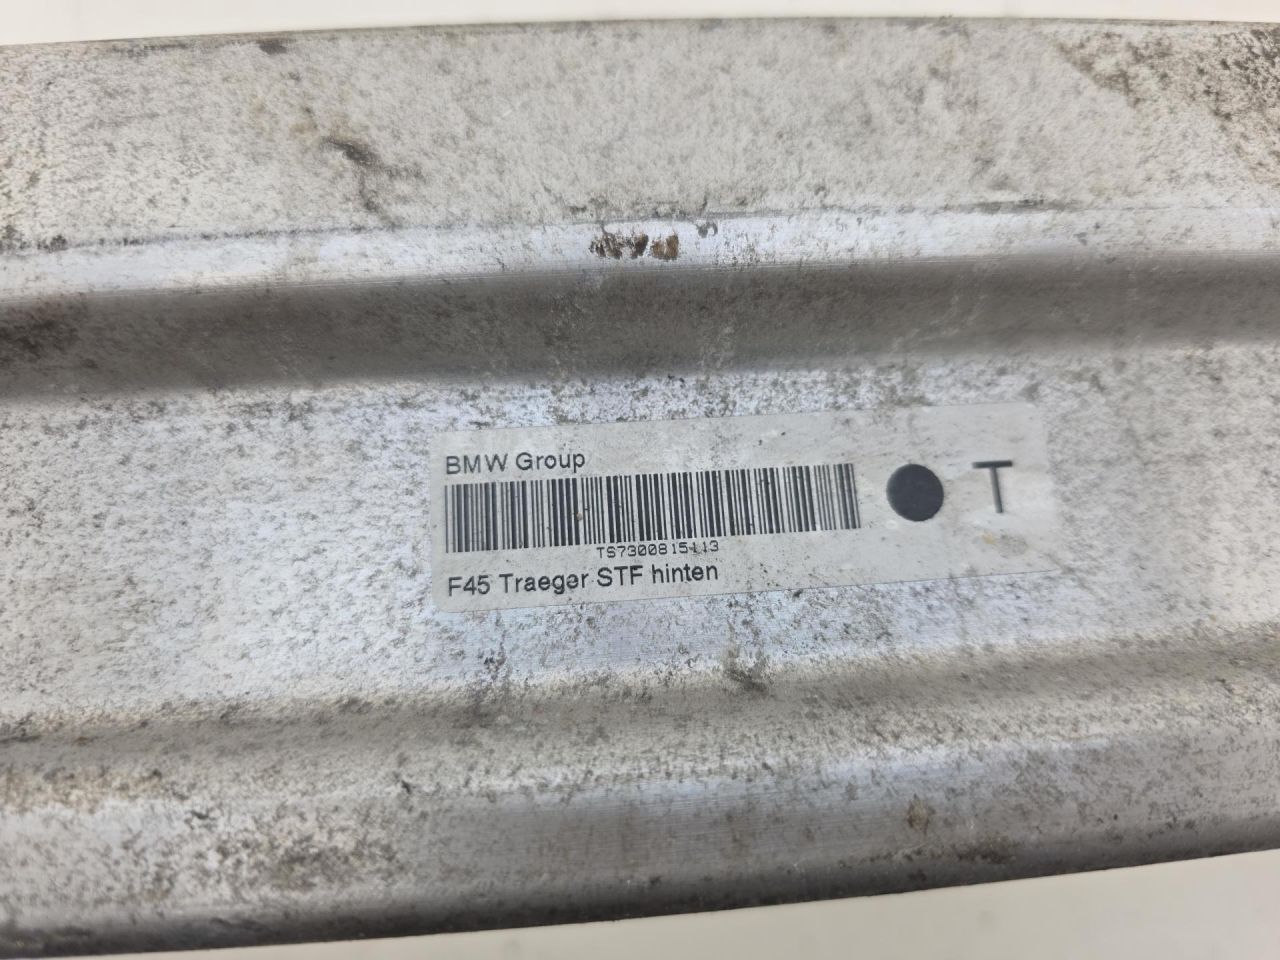 BMW Group
T
TS7300815113
F45 Traeger STF hinten